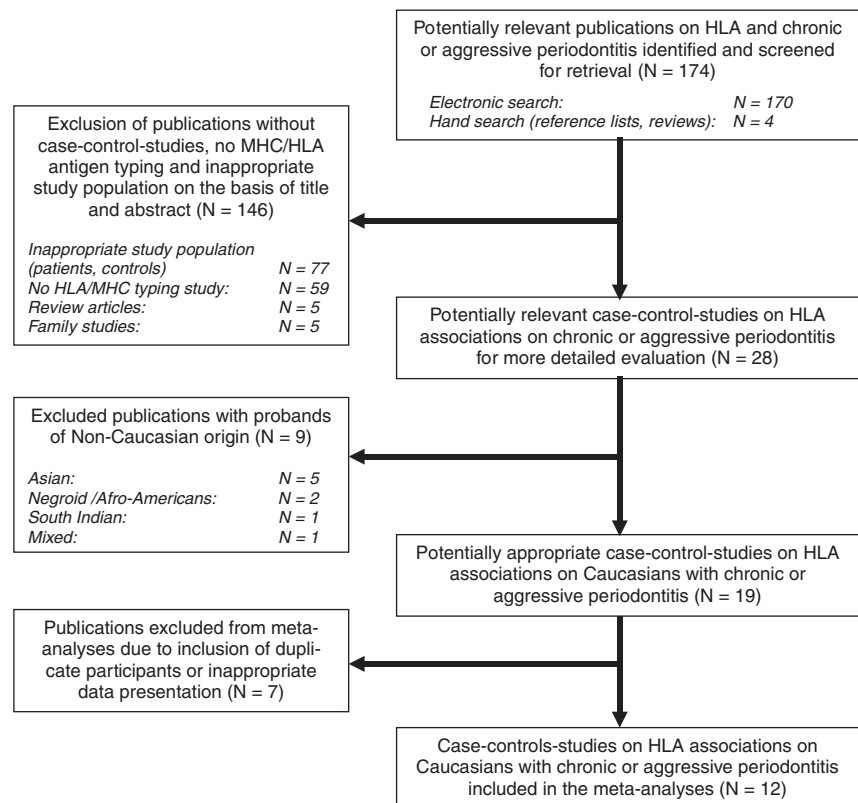 Potentially relevant publications on HLA and chronic
or aggressive periodontitis identified and screened
for retrieval (N = 174)
Electronic search: N = 170
Hand search (reference lists, reviews): N = 4
Exclusion of publications without
case-control-studies, no MHC/HLA
antigen typing and inappropriate
study population on the basis of title
and abstract (N = 146)
Inappropriate study population
(patients, controls) N = 77
No HLA/MHC typing study: N = 59
Review articles: N = 5
Family studies: N = 5
Potentially relevant case-control-studies on HLA
associations on chronic or aggressive periodontitis
for more detailed evaluation (N = 28)
Excluded publications with probands
of Non-Caucasian origin (N = 9)
Asian: N = 5
Negroid /Afro-Americans: N = 2
South Indian: N = 1
Mixed: N = 1
Potentially appropriate case-control-studies on HLA
associations on Caucasians with chronic or
aggressive periodontitis (N = 19)
Publications excluded from meta-
analyses due to inclusion of dupli-
cate participants or inappropriate
data presentation (N = 7)
Case-controls-studies on HLA associations on
Caucasians with chronic or aggressive periodontitis
included in the meta-analyses (N = 12)